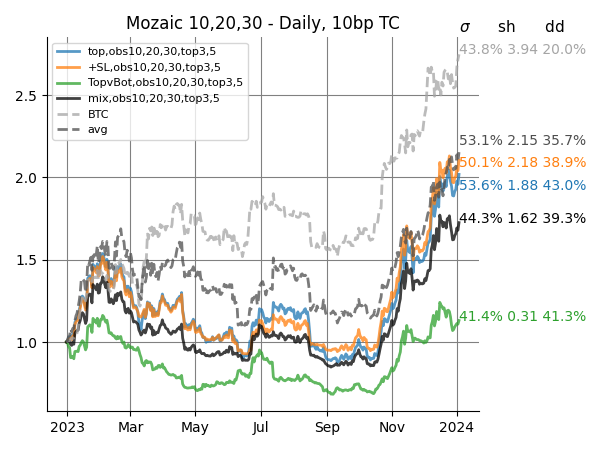 Mozaic 10,20,30 - Daily, 10bp TC
σ sh dd
top,obs10,20,30,top3,5
+SL,obs10,20,30,top3,5
TopvBot,obs10,20,30,top3,5
mix,obs10,20,30,top3,5
BTC
avg
43.8% 3.94 20.0%
53.1% 2.15 35.7%
50.1% 2.18 38.9%
53.6% 1.88 43.0%
44.3% 1.62 39.3%
41.4% 0.31 41.3%
2.5
2.0
1.5
1.0
2023 Mar May Jul Sep Nov 2024